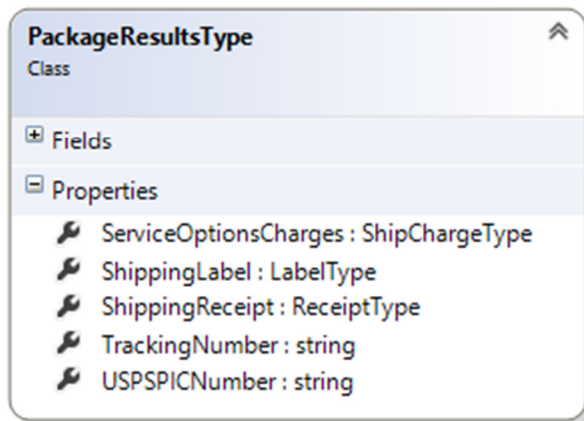 PackageResultsType
Class
Fields
Properties
ServiceOptionsCharges : ShipChargeType
ShippingLabel : LabelType
ShippingReceipt : ReceiptType
TrackingNumber : string
USPSPICNumber : string